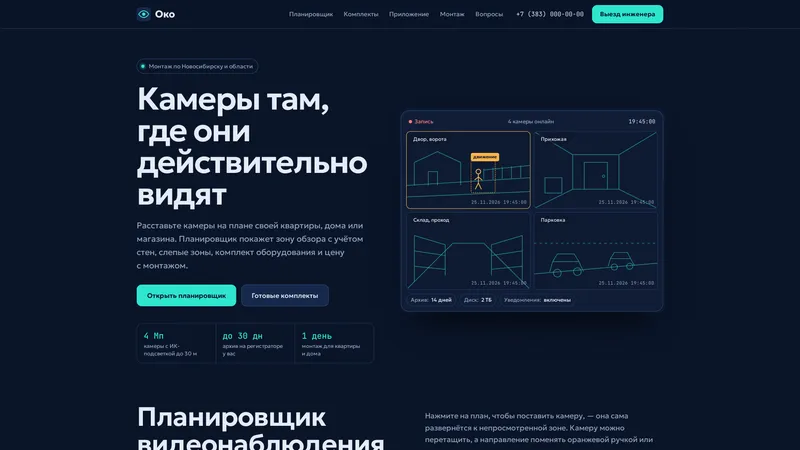 Око
Планировщик Комплекты Приложение Монтаж Вопросы +7 (383) 000-00-00 Выезд инженера
Монтаж по Новосибирску и области
Камеры там,
где они
действительно
видят
Расставьте камеры на плане своей квартиры, дома или
магазина. Планировщик покажет зону обзора с учётом
стен, слепые зоны, комплект оборудования и цену
с монтажом.
Открыть планировщик Готовые комплекты
4 Мп
камеры с ИК-
подсветкой до 30 м
до 30 дн
архив на регистраторе
у вас
1 день
монтаж для квартиры
и дома
Запись 4 камеры онлайн 19:45:00
Двор, ворота
движение
25.11.2026 19:45:00
Прихожая
25.11.2026 19:45:00
Склад, проход
25.11.2026 19:45:00
Парковка
25.11.2026 19:45:00
Архив: 14 дней Диск: 2 ТБ Уведомления: включены
Планировщик
видеонаблюдения
Нажмите на план, чтобы поставить камеру, — она сама
развернётся к непросмотренной зоне. Камеру можно
перетащить, а направление поменять оранжевой ручкой или